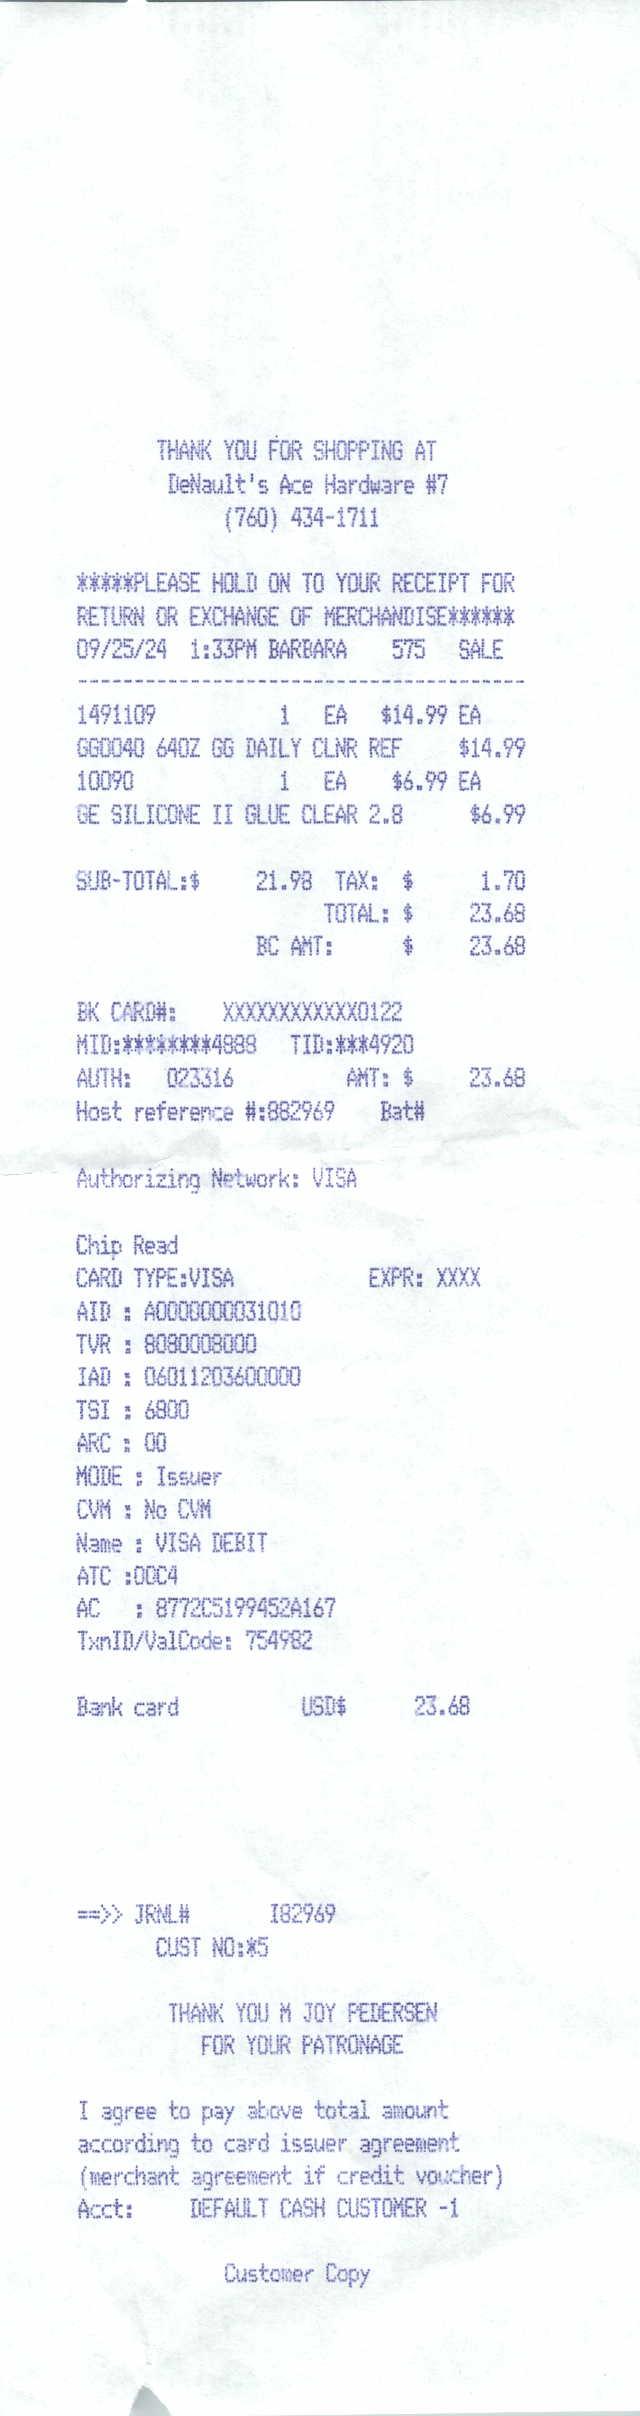 THANK YOU FOR SHOPPING AT
DeNault's Ace Hardware #7
(760) 434-1711
*****PLEASE HOLD ON TO YOUR RECEIPT FOR
RETURN OR EXCHANGE OF MERCHANDISE******
09/25/24 1:33PM BARBARA 575 SALE
----------------------------------------
1491109 1 EA $14.99 EA
GG0040 64OZ GG DAILY CLNR REF $14.99
10090 1 EA $6.99 EA
GE SILICONE II GLUE CLEAR 2.8 $6.99
SUB-TOTAL:$ 21.98 TAX: $ 1.70
TOTAL: $ 23.68
BC AMT: $ 23.68
BK CARD#: XXXXXXXXXXXX0122
MID:********4888 TID:***4920
AUTH: 023316 AMT: $ 23.68
Host reference #:882969 Bat#
Authorizing Network: VISA
Chip Read
CARD TYPE:VISA EXPR: XXXX
AID : A0000000031010
TVR : 8080008000
IAD : 06011203600000
TSI : 6800
ARC : 00
MODE : Issuer
CVM : No CVM
Name : VISA DEBIT
ATC :00C4
AC : 8772C5199452A167
TxnID/ValCode: 754982
Bank card USD$ 23.68
==>> JRNL# I82969
CUST NO:*5
THANK YOU M JOY PEDERSEN
FOR YOUR PATRONAGE
I agree to pay above total amount
according to card issuer agreement
(merchant agreement if credit voucher)
Acct: DEFAULT CASH CUSTOMER -1
Customer Copy